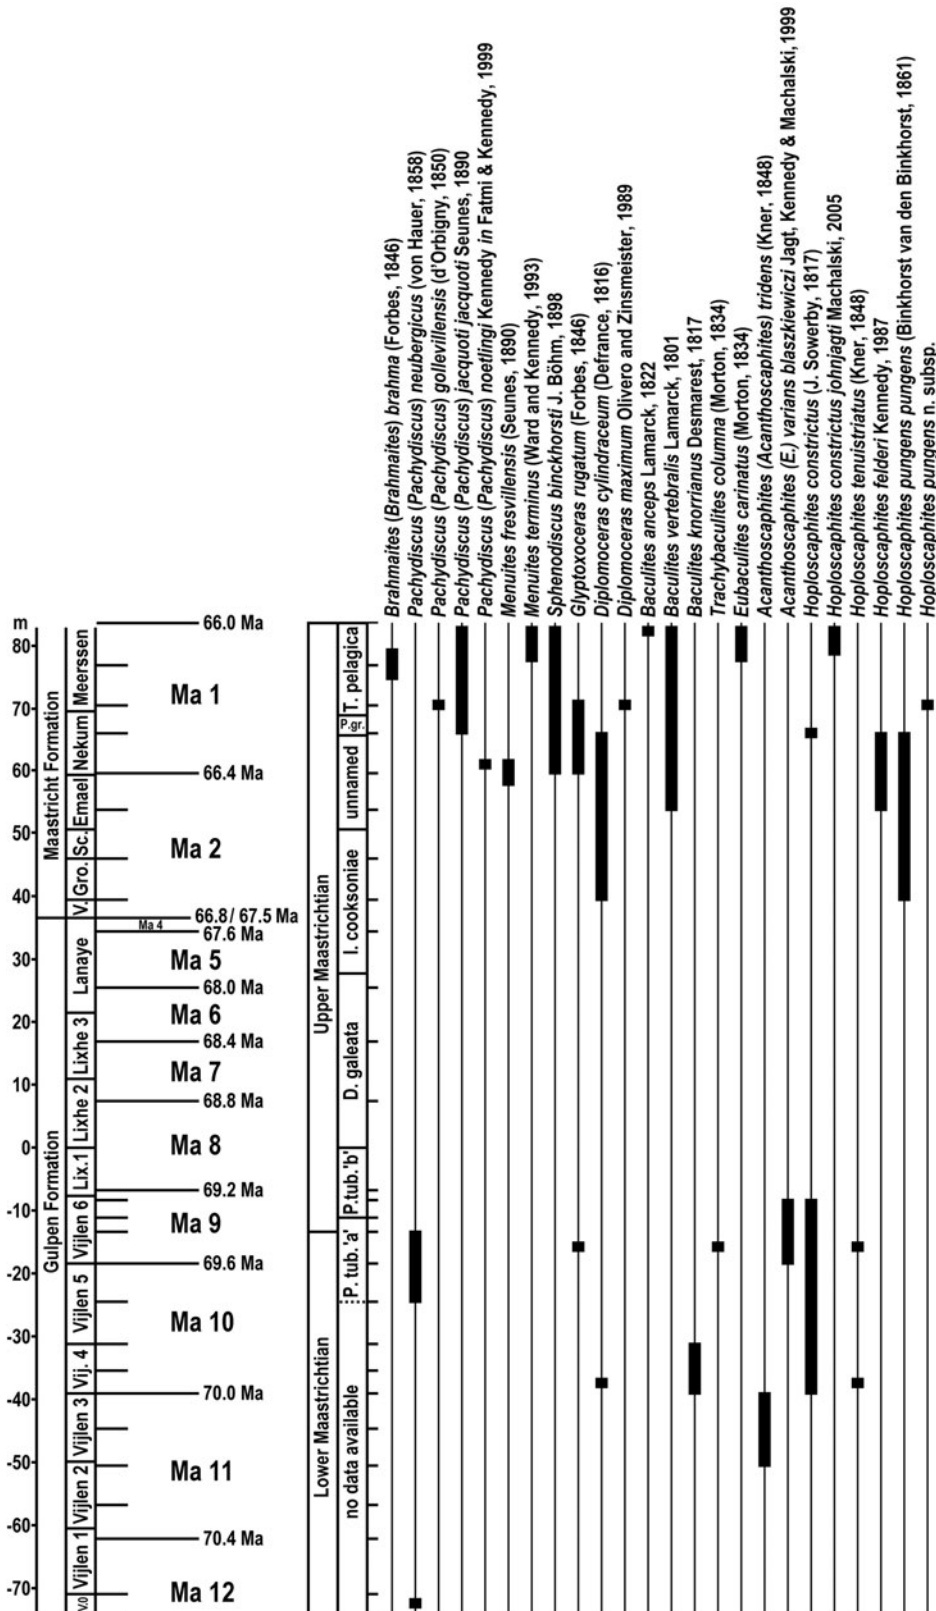 Brahmaites (Brahmaites) brahma (Forbes, 1846)
Pachydiscus (Pachydiscus) neubergicus (von Hauer, 1858)
Pachydiscus (Pachydiscus) gollevillensis (d'Orbigny, 1850)
Pachydiscus (Pachydiscus) jacquoti jacquoti Seunes, 1890
Pachydiscus (Pachydiscus) noetlingi Kennedy in Fatmi & Kennedy, 1999
Menuites fresvillensis (Seunes, 1890)
Menuites terminus (Ward and Kennedy, 1993)
Sphenodiscus binckhorsti J. Böhm, 1898
Glyptoxoceras rugatum (Forbes, 1846)
Diplomoceras cylindraceum (Defrance, 1816)
Diplomoceras maximum Olivero and Zinsmeister, 1989
Baculites anceps Lamarck, 1822
Baculites vertebralis Lamarck, 1801
Baculites knorrianus Desmarest, 1817
Trachybaculites columna (Morton, 1834)
Eubaculites carinatus (Morton, 1834)
Acanthoscaphites (Acanthoscaphites) tridens (Kner, 1848)
Acanthoscaphites (E.) varians blaszkiewiczi Jagt, Kennedy & Machalski, 1999
Hoploscaphites constrictus (J. Sowerby, 1817)
Hoploscaphites constrictus johnjagti Machalski, 2005
Hoploscaphites tenuistriatus (Kner, 1848)
Hoploscaphites felderi Kennedy, 1987
Hoploscaphites pungens pungens (Binkhorst van den Binkhorst, 1861)
Hoploscaphites pungens n. subsp.
m
80
70
60
50
40
30
20
10
0
-10
-20
-30
-40
-50
-60
-70
Maastricht Formation
Gulpen Formation
Meerssen
Nekum
Emael
Sc.
Gro.
V.
Lanaye
Lixhe 3
Lixhe 2
Lix.1
Vijlen 6
Vijlen 5
Vij. 4
Vijlen 3
Vijlen 2
Vijlen 1
V.0
66.0 Ma
Ma 1
66.4 Ma
Ma 2
66.8 / 67.5 Ma
Ma 4
67.6 Ma
Ma 5
68.0 Ma
Ma 6
68.4 Ma
Ma 7
68.8 Ma
Ma 8
69.2 Ma
Ma 9
69.6 Ma
Ma 10
70.0 Ma
Ma 11
70.4 Ma
Ma 12
Upper Maastrichtian
Lower Maastrichtian
T. pelagica
P.gr.
unnamed
I. cooksoniae
D. galeata
P.tub.'b'
P. tub.'a'
no data available